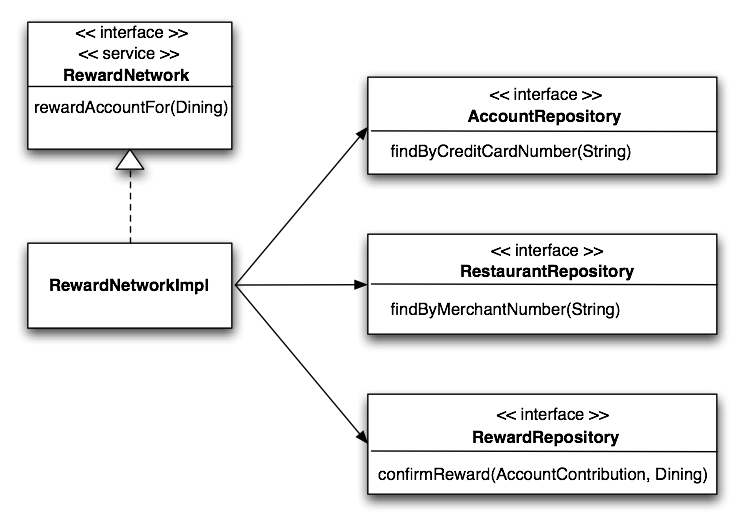 << interface >>
<< service >>
RewardNetwork
rewardAccountFor(Dining)
RewardNetworkImpl
<< interface >>
AccountRepository
findByCreditCardNumber(String)
<< interface >>
RestaurantRepository
findByMerchantNumber(String)
<< interface >>
RewardRepository
confirmReward(AccountContribution, Dining)